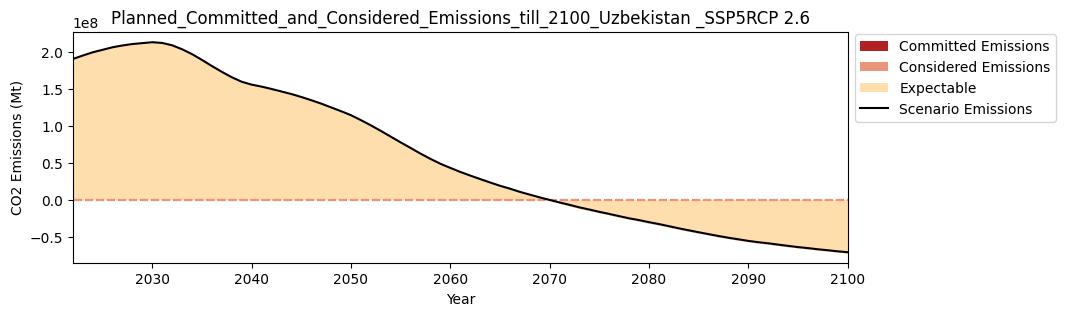 Planned_Committed_and_Considered_Emissions_till_2100_Uzbekistan _SSP5RCP 2.6
1e8
2.0
1.5
1.0
0.5
0.0
−0.5
CO2 Emissions (Mt)
2030 2040 2050 2060 2070 2080 2090 2100
Year
Committed Emissions
Considered Emissions
Expectable
Scenario Emissions